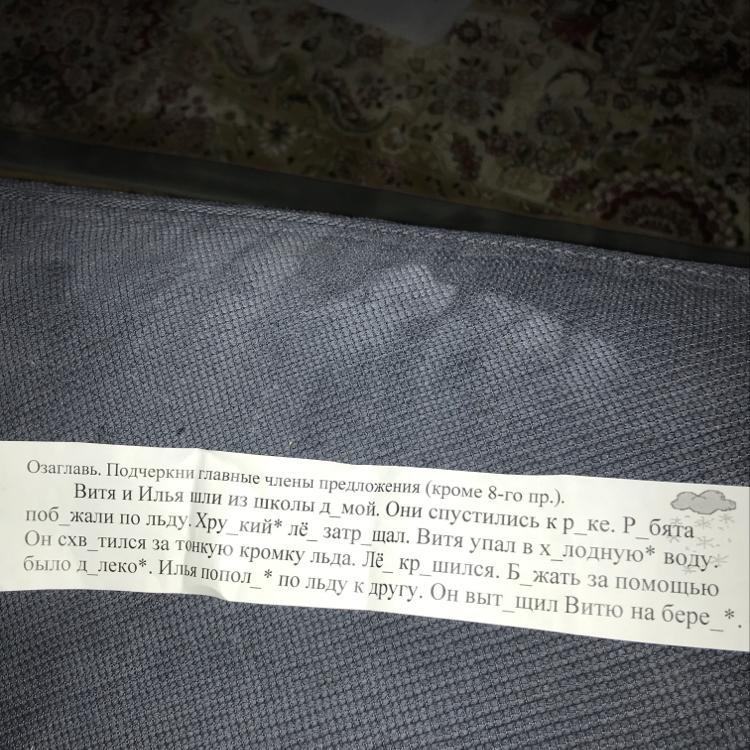 Озаглавь. Подчеркни главные члены предложения (кроме 8-го пр.).
Витя и Илья шли из школы д_мой. Они спустились к р_ке. Р_бята
поб_жали по льду. Хру_кий* лё_ затр_щал. Витя упал в х_лодную* воду.
Он схв_тился за тонкую кромку льда. Лё_ кр_шился. Б_жать за помощью
было д_леко*. Илья попол_* по льду к другу. Он выт_щил Витю на бере_*.